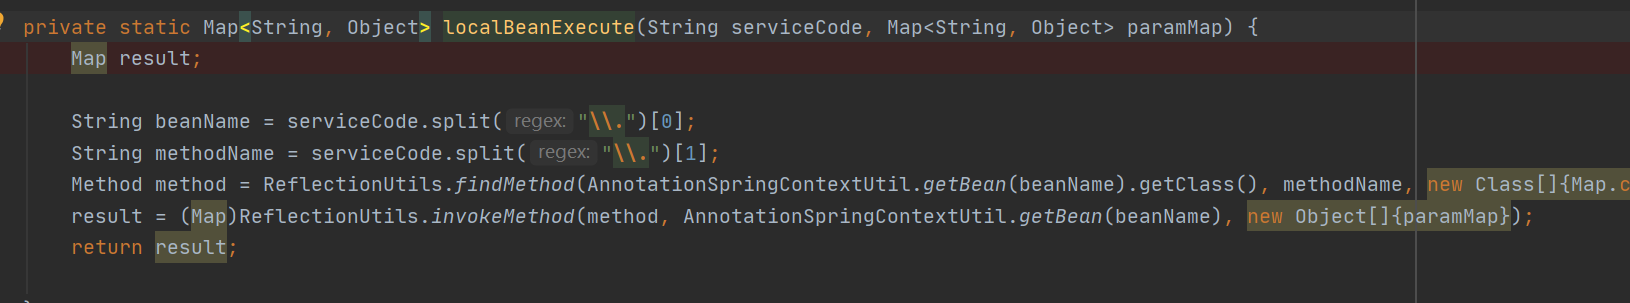 private static Map<String, Object> localBeanExecute(String serviceCode, Map<String, Object> paramMap) {
Map result;
String beanName = serviceCode.split( regex: "\\.")[0];
String methodName = serviceCode.split( regex: "\\.")[1];
Method method = ReflectionUtils.findMethod(AnnotationSpringContextUtil.getBean(beanName).getClass(), methodName, new Class[]{Map.c
result = (Map)ReflectionUtils.invokeMethod(method, AnnotationSpringContextUtil.getBean(beanName), new Object[]{paramMap});
return result;